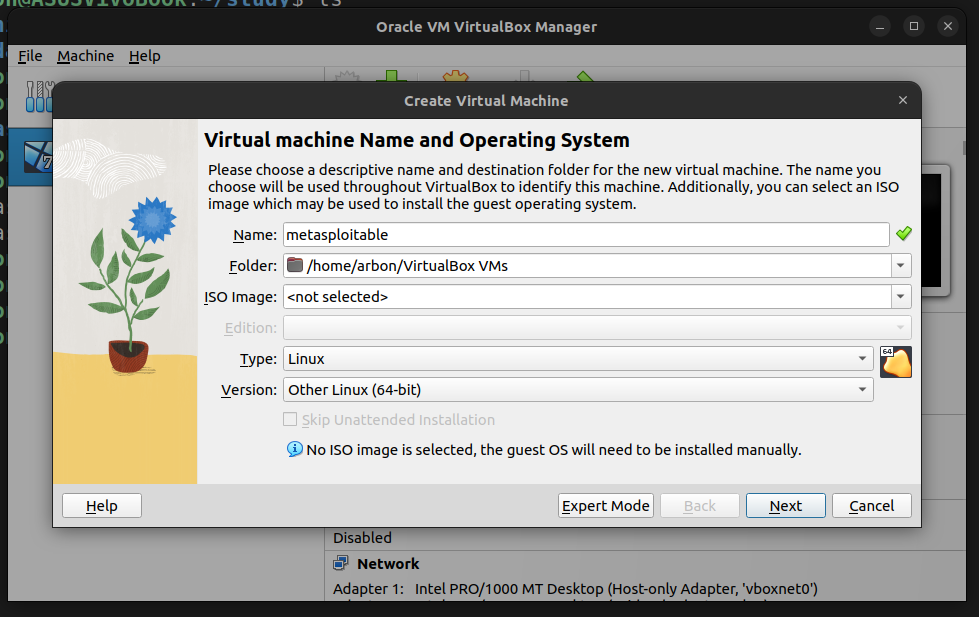 Oracle VM VirtualBox Manager
File Machine Help
Create Virtual Machine
Virtual machine Name and Operating System
Please choose a descriptive name and destination folder for the new virtual machine. The name you
choose will be used throughout VirtualBox to identify this machine. Additionally, you can select an ISO
image which may be used to install the guest operating system.
Name: metasploitable
Folder: /home/arbon/VirtualBox VMs
ISO Image: <not selected>
Edition:
Type: Linux
64
Version: Other Linux (64-bit)
Skip Unattended Installation
No ISO image is selected, the guest OS will need to be installed manually.
Help Expert Mode Back Next Cancel
Disabled
Network
Adapter 1: Intel PRO/1000 MT Desktop (Host-only Adapter, 'vboxnet0')